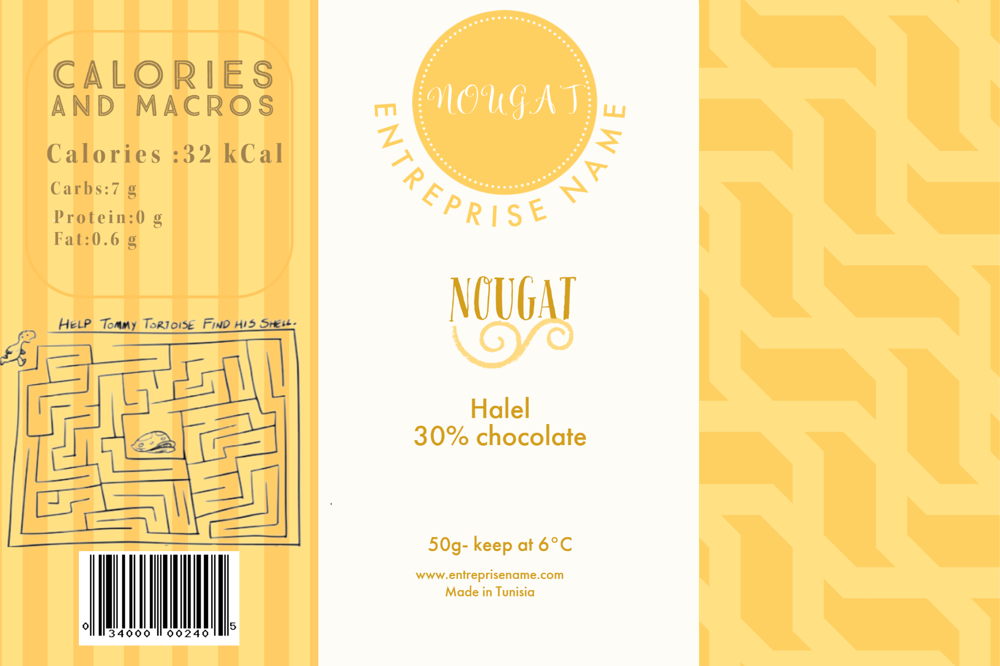 CALORIES
AND MACROS
Calories :32 kCal
Carbs:7 g
Protein:0 g
Fat:0.6 g
HELP TOMMY TORTOISE FIND HIS SHELL.
0 34000 00240 5
NOUGAT
ENTREPRISE NAME
NOUGAT
Halel
30% chocolate
50g- keep at 6°C
www.entreprisename.com
Made in Tunisia